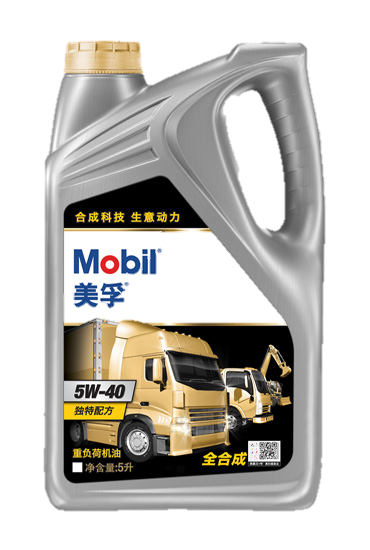 合成科技 生意动力
Mobil®
美孚®
5W-40
独特配方
重负荷机油
净含量:5升
全合成